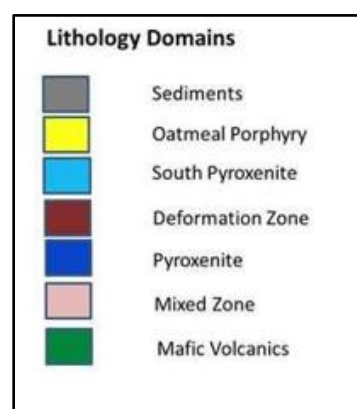 Lithology Domains
Sediments
Oatmeal Porphyry
South Pyroxenite
Deformation Zone
Pyroxenite
Mixed Zone
Mafic Volcanics